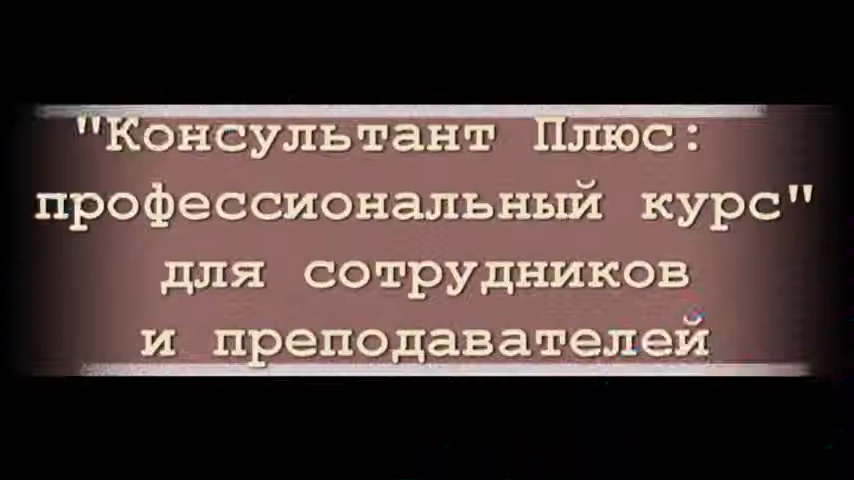 "Консультант Плюс:
профессиональный курс"
для сотрудников
и преподавателей